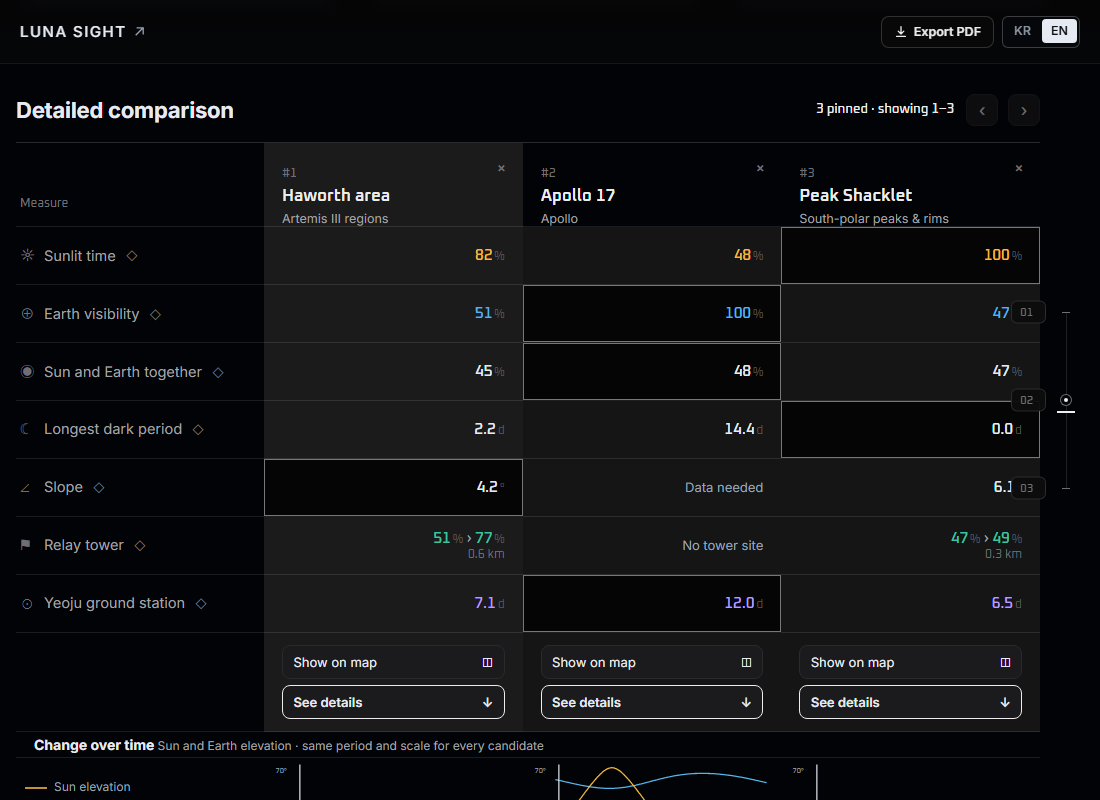 LUNA SIGHT ↗
Export PDF
KR EN
Detailed comparison
3 pinned · showing 1–3
Measure
#1
Haworth area
Artemis III regions
#2
Apollo 17
Apollo
#3
Peak Shacklet
South-polar peaks & rims
Sunlit time 82% 48% 100%
Earth visibility 51% 100% 47
01
Sun and Earth together 45% 48% 47%
02
Longest dark period 2.2d 14.4d 0.0d
Slope 4.2° Data needed 6.1
03
Relay tower 51% › 77% No tower site 47% › 49%
0.6 km 0.3 km
Yeoju ground station 7.1d 12.0d 6.5d
Show on map Show on map Show on map
See details See details See details
Change over time Sun and Earth elevation · same period and scale for every candidate
70° 70° 70°
Sun elevation